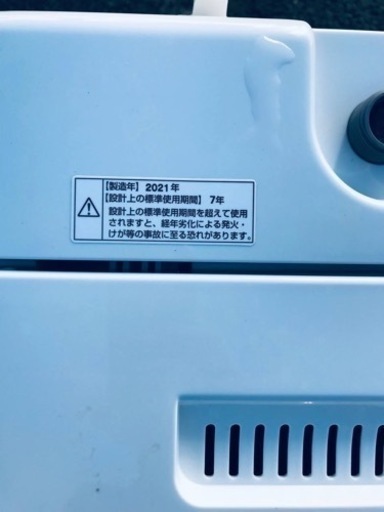 【製造年】2021年
【設計上の標準使用期間】 7年
設計上の標準使用期間を超えて使用
されますと、経年劣化による発火・
けが等の事故に至る恐れがあります。